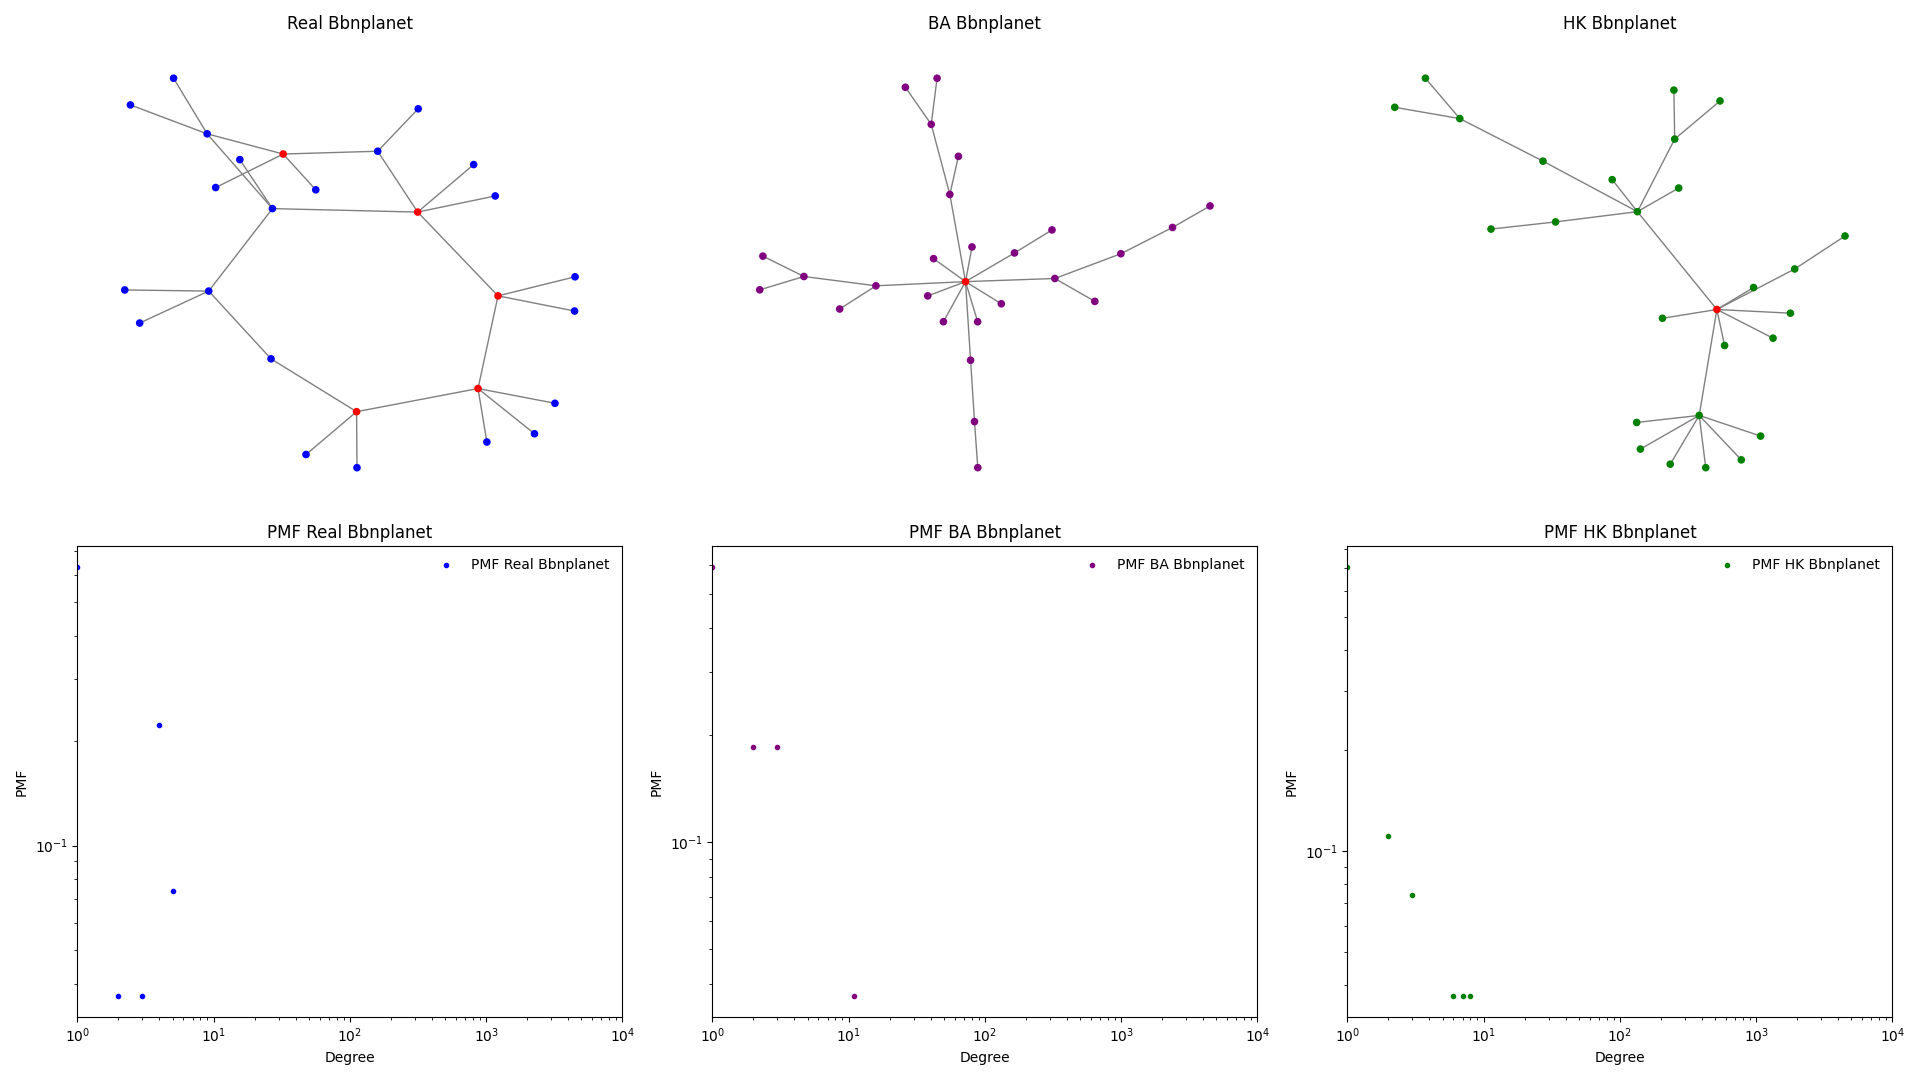 Real Bbnplanet
BA Bbnplanet
HK Bbnplanet
PMF Real Bbnplanet
PMF Real Bbnplanet
PMF
10⁻¹
10⁰ 10¹ 10² 10³ 10⁴
Degree
PMF BA Bbnplanet
PMF BA Bbnplanet
PMF
10⁻¹
10⁰ 10¹ 10² 10³ 10⁴
Degree
PMF HK Bbnplanet
PMF HK Bbnplanet
PMF
10⁻¹
10⁰ 10¹ 10² 10³ 10⁴
Degree